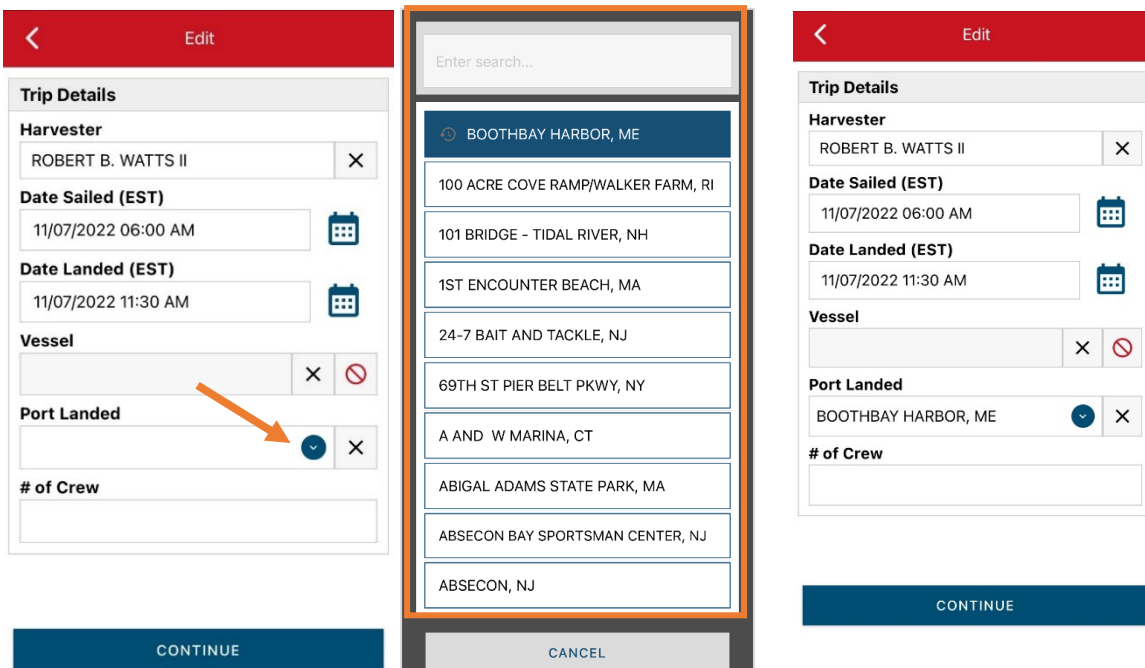 Edit
Trip Details
Harvester
ROBERT B. WATTS II
Date Sailed (EST)
11/07/2022 06:00 AM
Date Landed (EST)
11/07/2022 11:30 AM
Vessel
Port Landed
# of Crew
CONTINUE
Enter search...
BOOTHBAY HARBOR, ME
100 ACRE COVE RAMP/WALKER FARM, RI
101 BRIDGE - TIDAL RIVER, NH
1ST ENCOUNTER BEACH, MA
24-7 BAIT AND TACKLE, NJ
69TH ST PIER BELT PKWY, NY
A AND W MARINA, CT
ABIGAL ADAMS STATE PARK, MA
ABSECON BAY SPORTSMAN CENTER, NJ
ABSECON, NJ
CANCEL
Edit
Trip Details
Harvester
ROBERT B. WATTS II
Date Sailed (EST)
11/07/2022 06:00 AM
Date Landed (EST)
11/07/2022 11:30 AM
Vessel
Port Landed
BOOTHBAY HARBOR, ME
# of Crew
CONTINUE